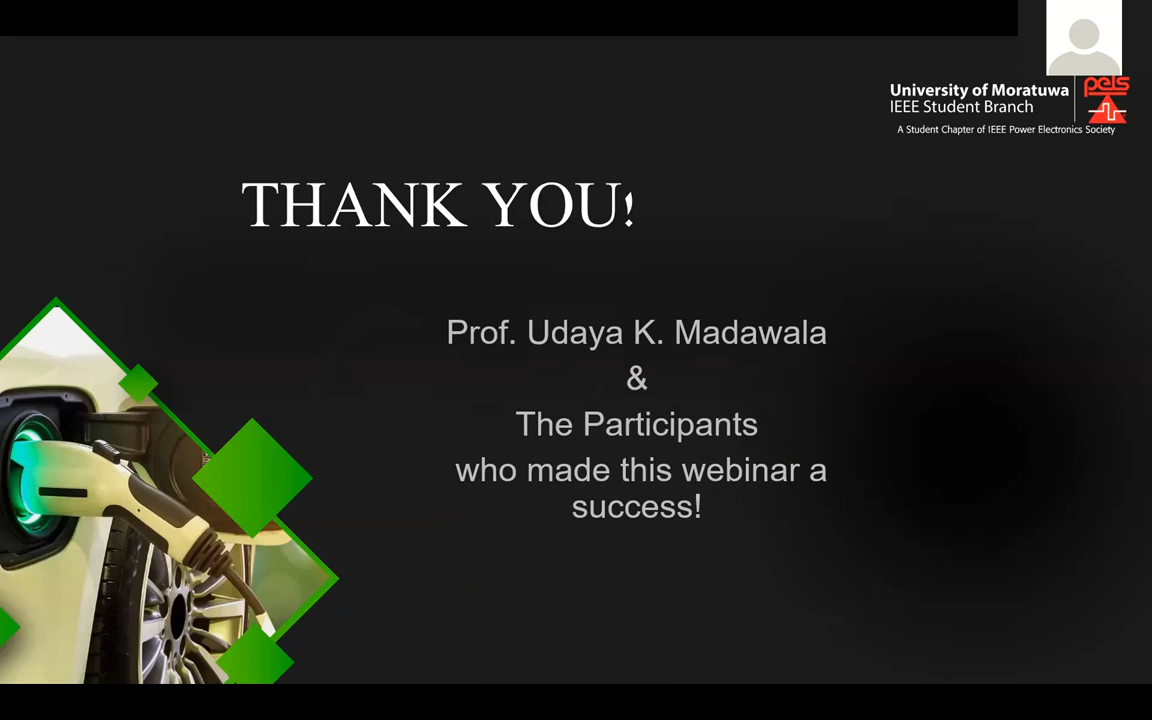 University of Moratuwa
IEEE Student Branch
pels
A Student Chapter of IEEE Power Electronics Society
THANK YOU!
Prof. Udaya K. Madawala
&
The Participants
who made this webinar a
success!